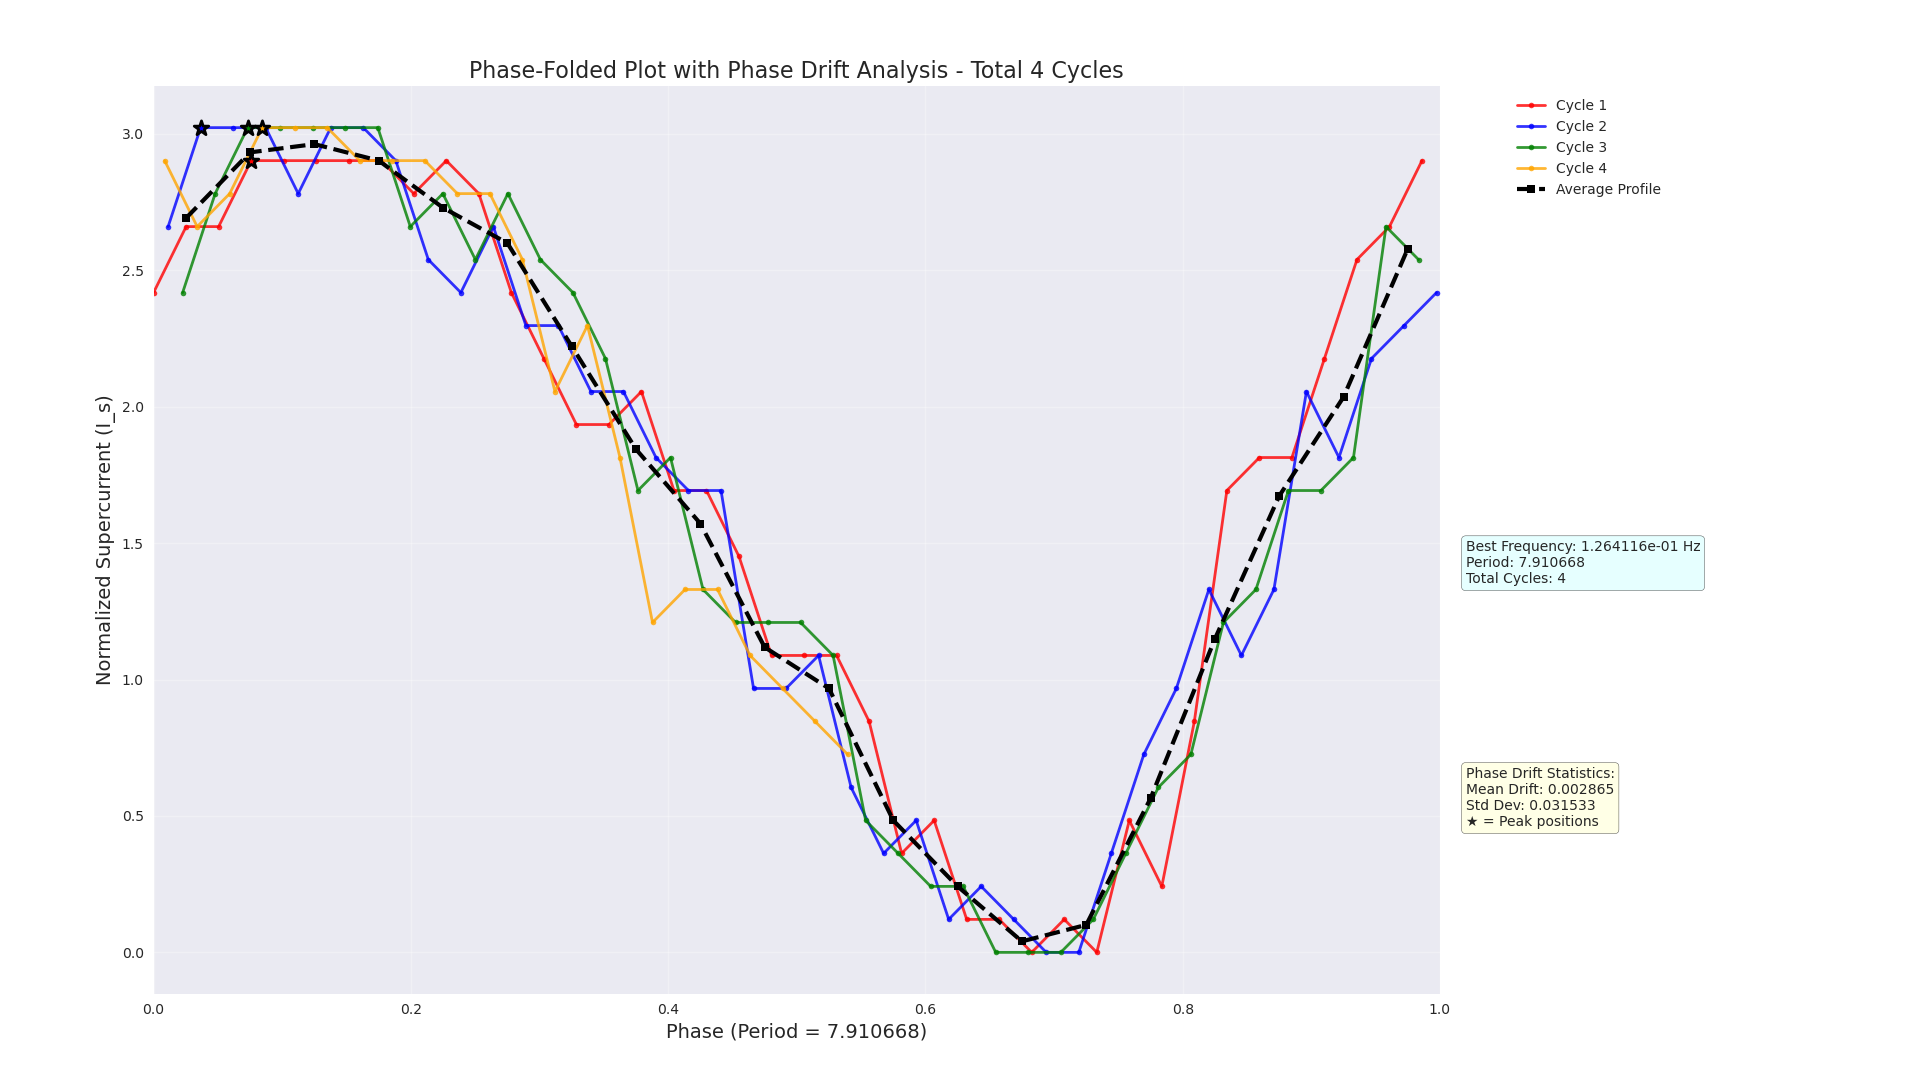 Phase-Folded Plot with Phase Drift Analysis - Total 4 Cycles
Normalized Supercurrent (I_s)
3.0
2.5
2.0
1.5
1.0
0.5
0.0
0.0 0.2 0.4 0.6 0.8 1.0
Phase (Period = 7.910668)
Cycle 1
Cycle 2
Cycle 3
Cycle 4
Average Profile
Best Frequency: 1.264116e-01 Hz
Period: 7.910668
Total Cycles: 4
Phase Drift Statistics:
Mean Drift: 0.002865
Std Dev: 0.031533
★ = Peak positions